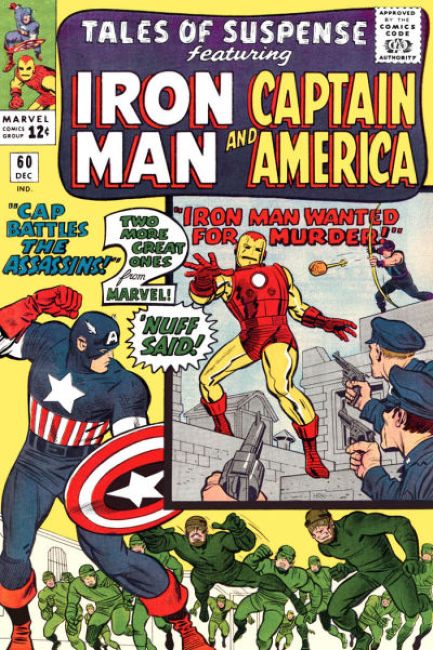 TALES OF SUSPENSE
featuring
IRON MAN
AND
CAPTAIN AMERICA
APPROVED
BY THE
COMICS
CODE
AUTHORITY
MARVEL
COMICS
GROUP
12¢
60
DEC
IND.
"CAP
BATTLES
THE
ASSASSINS!"
TWO
MORE
GREAT
ONES
from
MARVEL!
'NUFF
SAID!
"IRON MAN WANTED
FOR MURDER!"
A